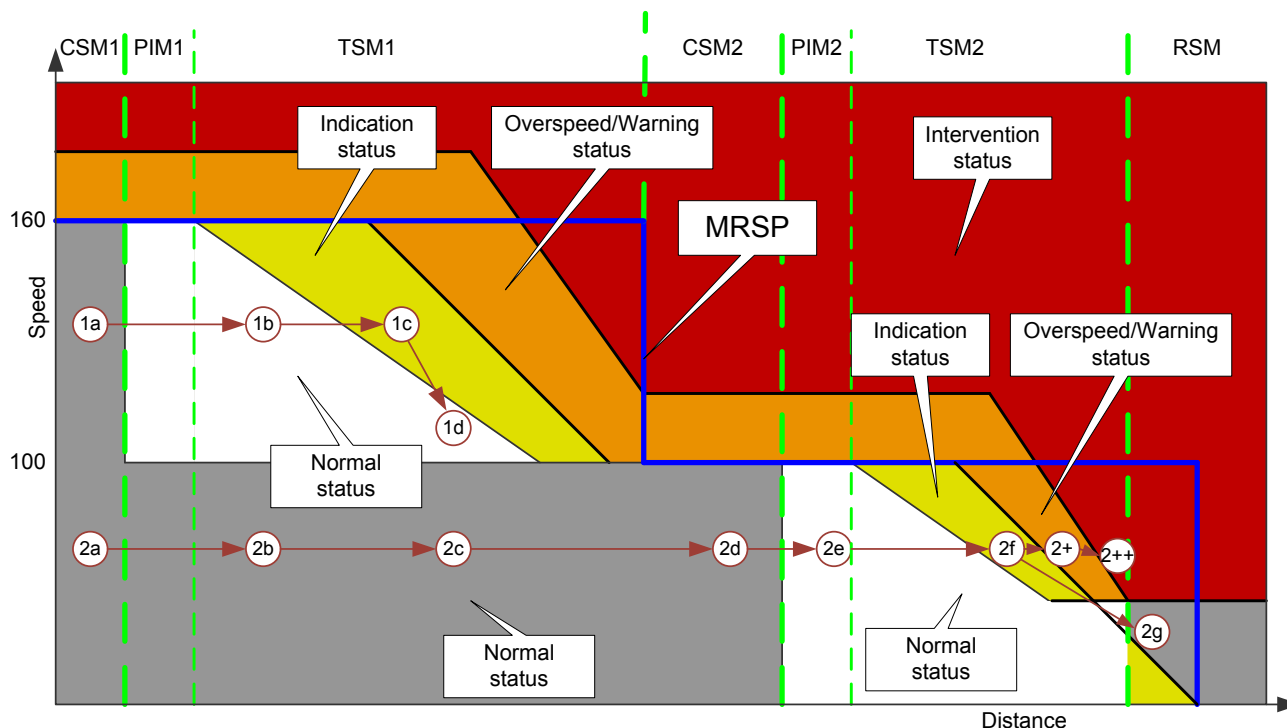 CSM1 PIM1 TSM1 CSM2 PIM2 TSM2 RSM
Indication
status
Overspeed/Warning
status
Intervention
status
160
MRSP
Speed
1a 1b 1c
Indication
status
Overspeed/Warning
status
1d
100
Normal
status
2a 2b 2c 2d 2e 2f 2+ 2++
2g
Normal
status
Normal
status
Distance